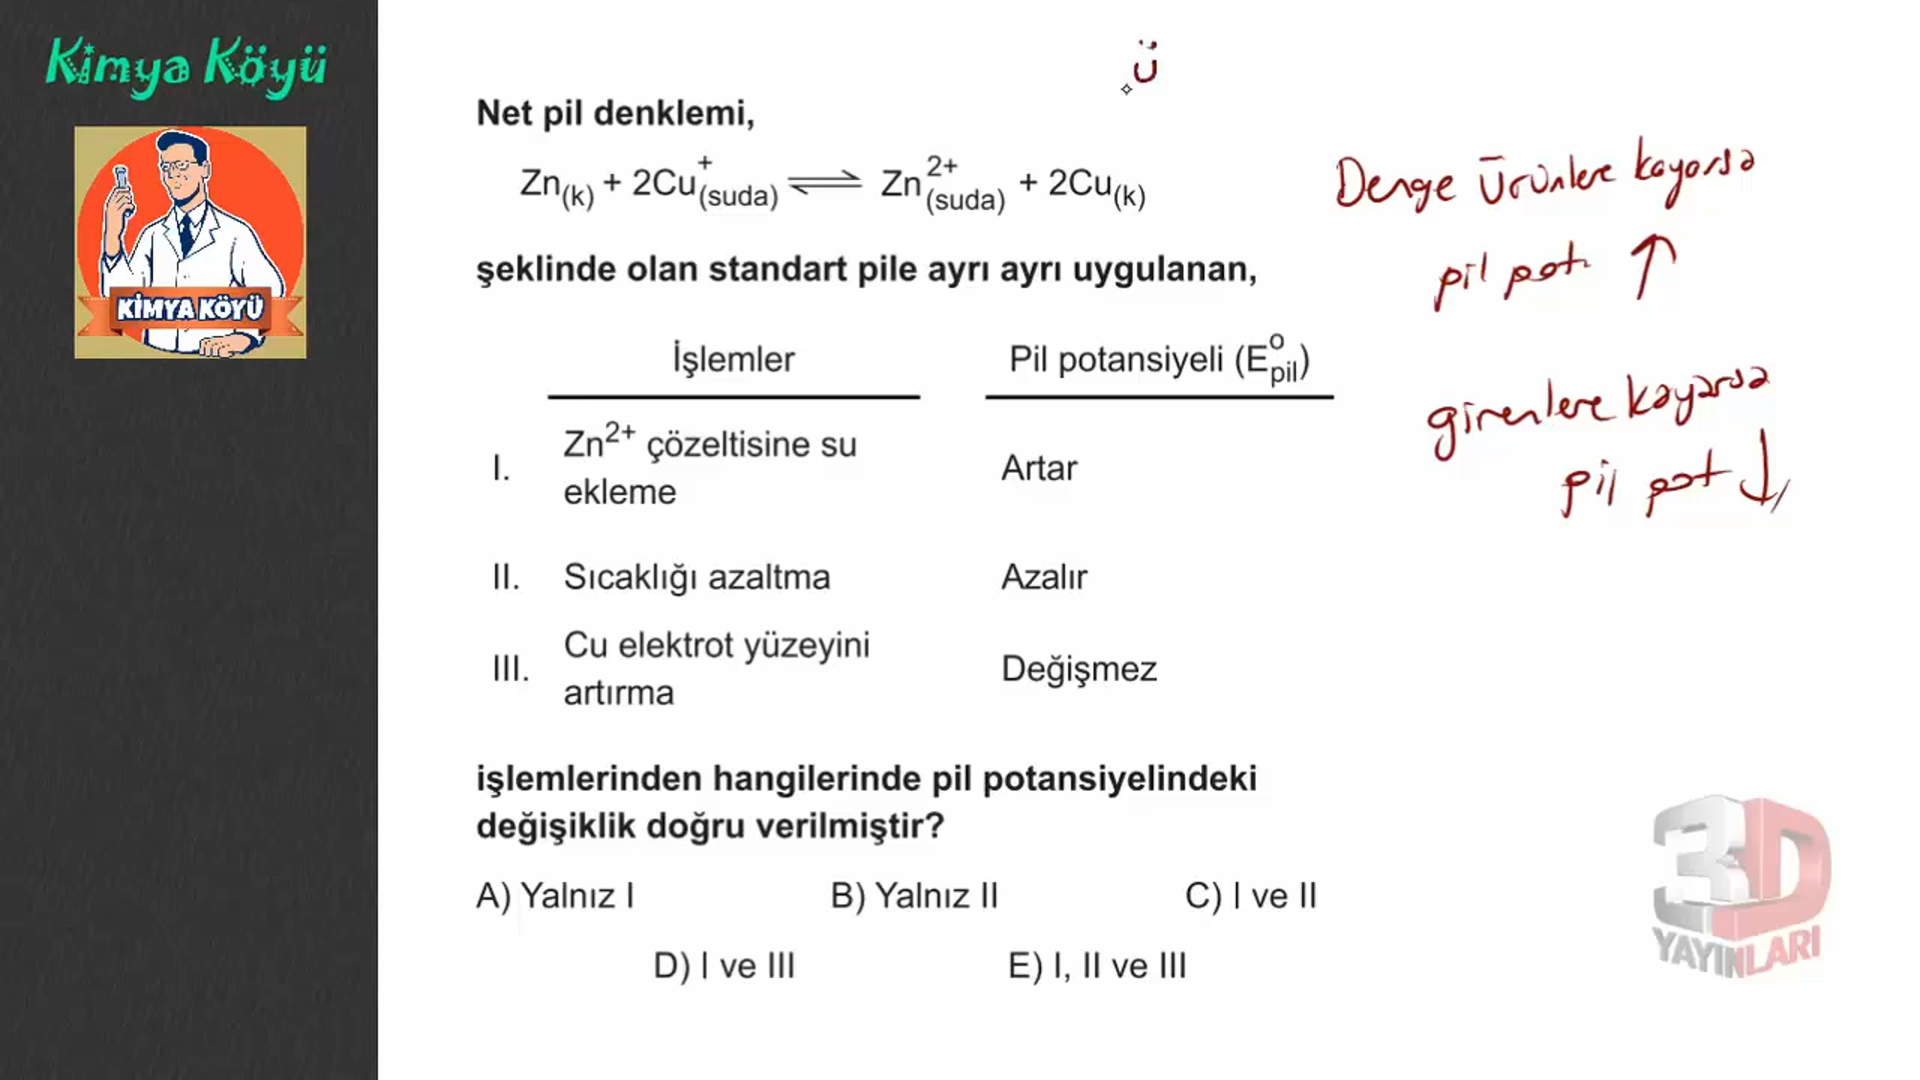 Kimya Köyü
KİMYA KÖYÜ
ü
Net pil denklemi,
Zn(k) + 2Cu⁺(suda) ⇌ Zn²⁺(suda) + 2Cu(k)
şeklinde olan standart pile ayrı ayrı uygulanan,
İşlemler Pil potansiyeli (E°pil)
I. Zn²⁺ çözeltisine su ekleme Artar
II. Sıcaklığı azaltma Azalır
III. Cu elektrot yüzeyini artırma Değişmez
işlemlerinden hangilerinde pil potansiyelindeki
değişiklik doğru verilmiştir?
A) Yalnız I B) Yalnız II C) I ve II
D) I ve III E) I, II ve III
Denge Ürünlere kayarsa
pil pot. ↑
girenlere kayarsa
pil pot ↓
3D
YAYINLARI